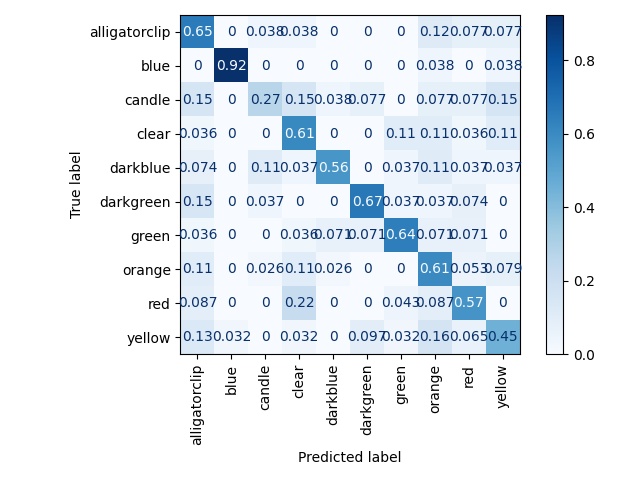 alligatorclip 0.65 0 0.038 0.038 0 0 0 0.12 0.077 0.077
blue 0 0.92 0 0 0 0 0 0.038 0 0.038
candle 0.15 0 0.27 0.15 0.038 0.077 0 0.077 0.077 0.15
clear 0.036 0 0 0.61 0 0 0.11 0.11 0.036 0.11
darkblue 0.074 0 0.11 0.037 0.56 0 0.037 0.11 0.037 0.037
darkgreen 0.15 0 0.037 0 0 0.67 0.037 0.037 0.074 0
green 0.036 0 0 0.036 0.071 0.071 0.64 0.071 0.071 0
orange 0.11 0 0.026 0.11 0.026 0 0 0.61 0.053 0.079
red 0.087 0 0 0.22 0 0 0.043 0.087 0.57 0
yellow 0.13 0.032 0 0.032 0 0.097 0.032 0.16 0.065 0.45
alligatorclip blue candle clear darkblue darkgreen green orange red yellow
Predicted label
True label
0.8
0.6
0.4
0.2
0.0